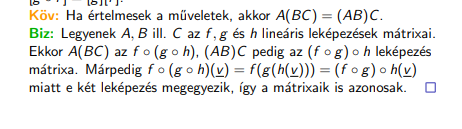 Köv: Ha értelmesek a műveletek, akkor A(BC) = (AB)C.
Biz: Legyenek A, B ill. C az f, g és h lineáris leképezések mátrixai.
Ekkor A(BC) az f ∘ (g ∘ h), (AB)C pedig az (f ∘ g) ∘ h leképezés
mátrixa. Márpedig f ∘ (g ∘ h)(v) = f(g(h(v))) = (f ∘ g) ∘ h(v)
miatt e két leképezés megegyezik, így a mátrixaik is azonosak. □